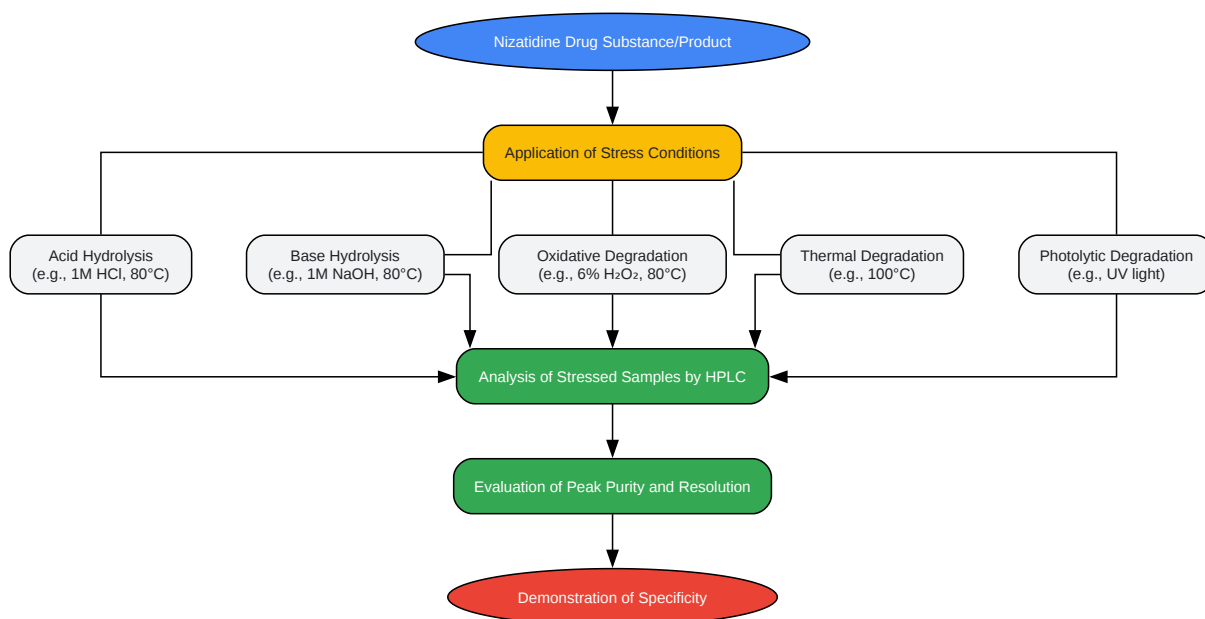 Nizatidine Drug Substance/Product
Application of Stress Conditions
Acid Hydrolysis
(e.g., 1M HCl, 80°C)
Base Hydrolysis
(e.g., 1M NaOH, 80°C)
Oxidative Degradation
(e.g., 6% H₂O₂, 80°C)
Thermal Degradation
(e.g., 100°C)
Photolytic Degradation
(e.g., UV light)
Analysis of Stressed Samples by HPLC
Evaluation of Peak Purity and Resolution
Demonstration of Specificity